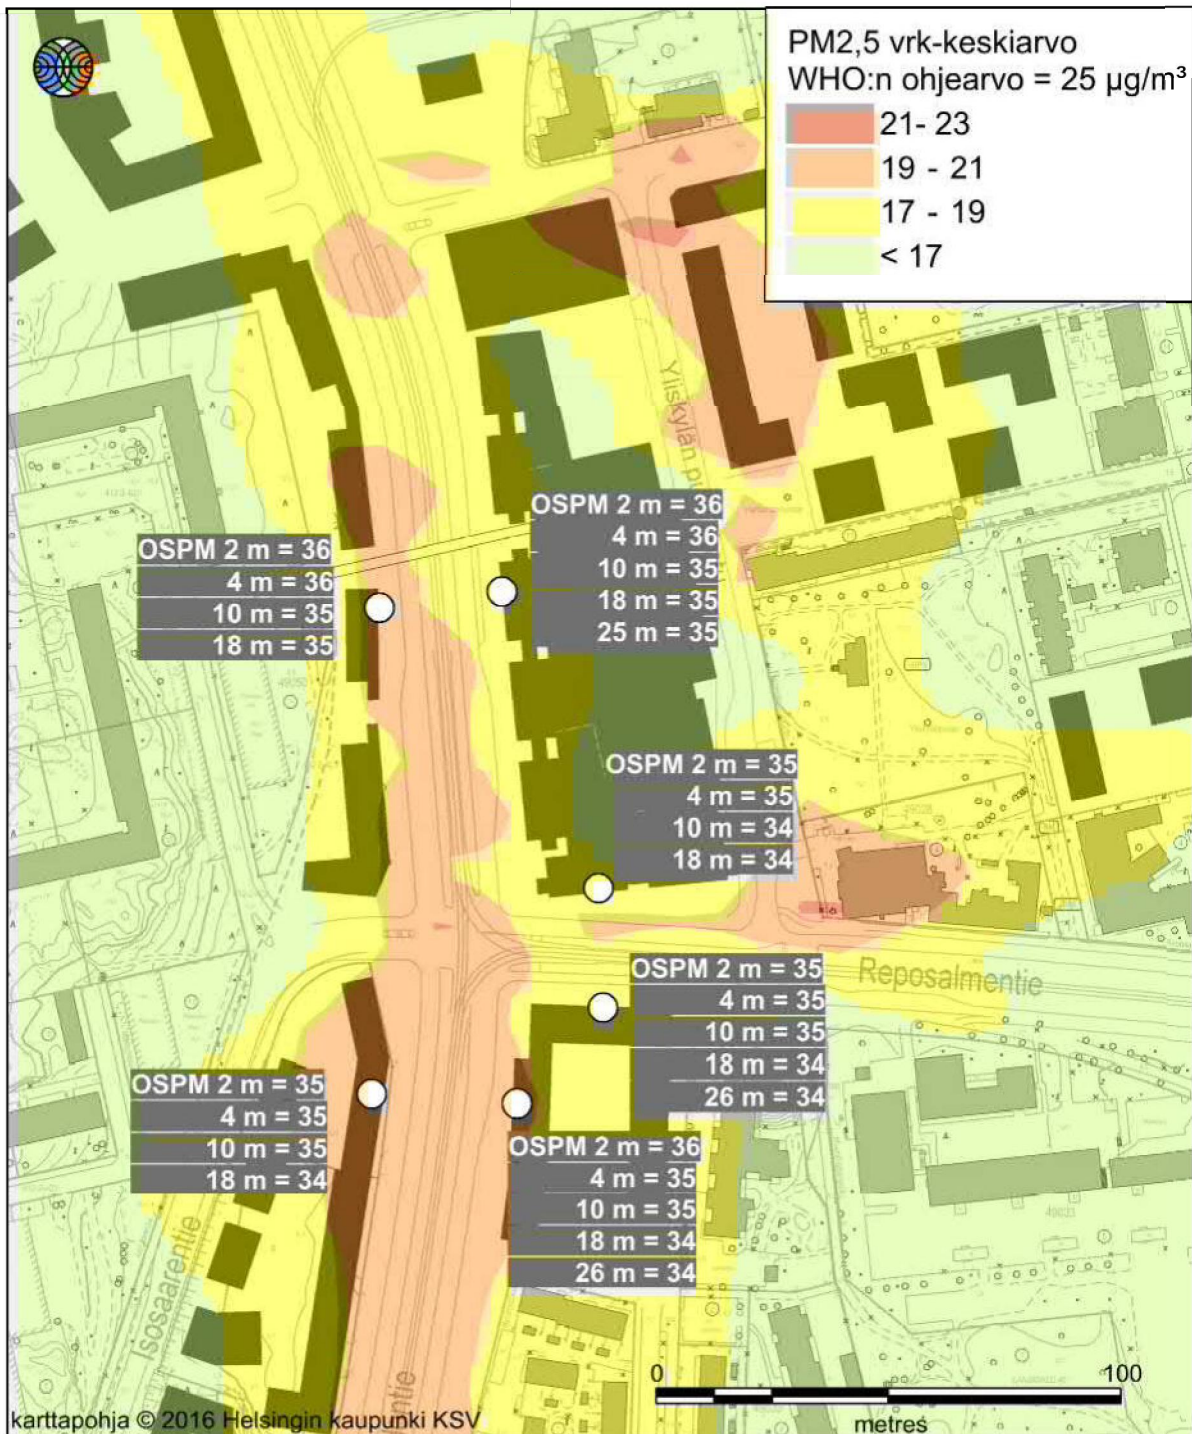 PM2,5 vrk-keskiarvo
WHO:n ohjearvo = 25 µg/m³
21- 23
19 - 21
17 - 19
< 17
Yliskylän pu
OSPM 2 m = 36
4 m = 36
10 m = 35
18 m = 35
25 m = 35
OSPM 2 m = 36
4 m = 36
10 m = 35
18 m = 35
OSPM 2 m = 35
4 m = 35
10 m = 34
18 m = 34
Reposalmentie
OSPM 2 m = 35
4 m = 35
10 m = 35
18 m = 34
26 m = 34
OSPM 2 m = 35
4 m = 35
10 m = 35
18 m = 34
OSPM 2 m = 36
4 m = 35
10 m = 35
18 m = 34
26 m = 34
Isosaarentie
entie
0 100
metres
karttapohja © 2016 Helsingin kaupunki KSV